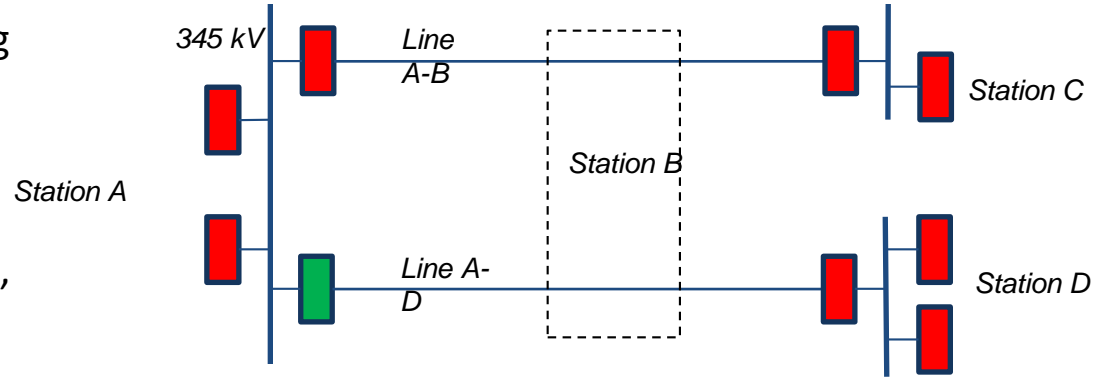 g
345 kV
Line
A-B
Station C
Station B
Station A
Line A-
D
Station D
,